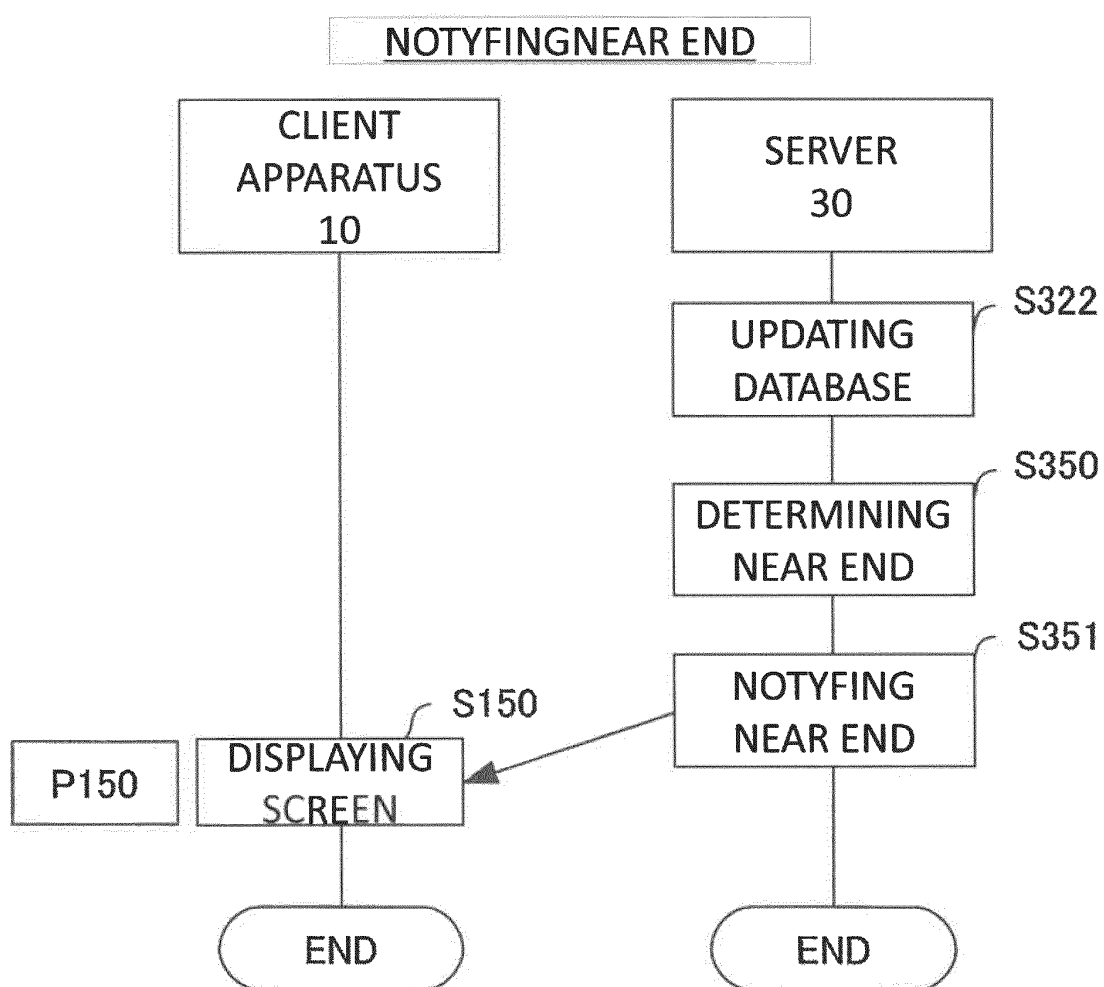 NOTYFINGNEAR END
CLIENT
APPARATUS
10
SERVER
30
S322
UPDATING
DATABASE
S350
DETERMINING
NEAR END
S351
NOTYFING
NEAR END
S150
P150
DISPLAYING
SCREEN
END
END